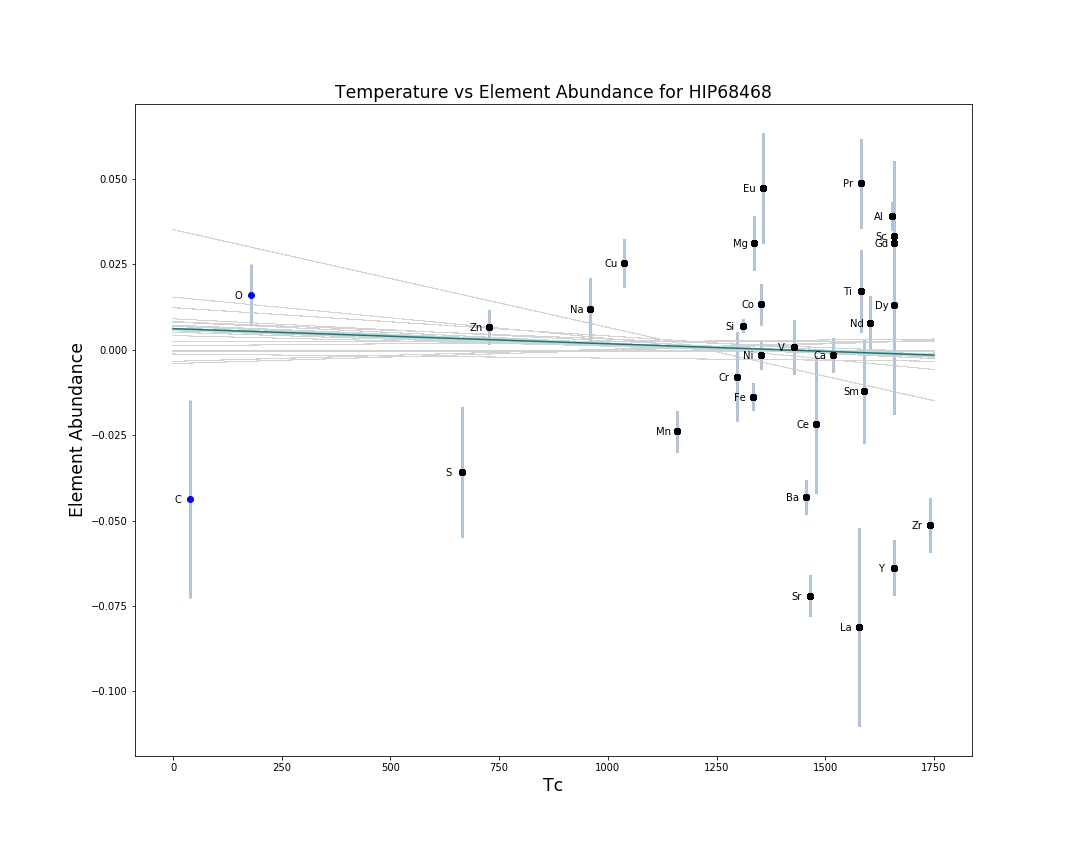 Temperature vs Element Abundance for HIP68468
Element Abundance
0.050
0.025
0.000
−0.025
−0.050
−0.075
−0.100
Eu
Pr
Al
Sc
Gd
Mg
Cu
O
Na
Co
Ti
Dy
Nd
Zn
Si
V
Ni
Ca
Cr
Fe
Sm
Mn
Ce
S
Ba
C
Zr
Y
Sr
La
0
250
500
750
1000
1250
1500
1750
Tc